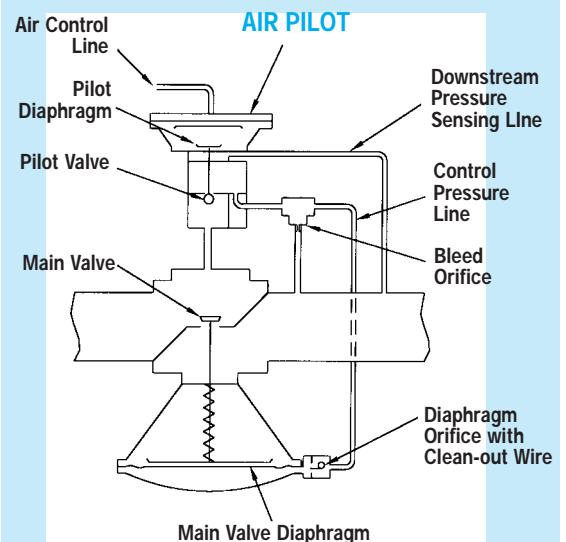 AIR PILOT
Air Control
Line
Pilot
Diaphragm
Pilot Valve
Main Valve
Downstream
Pressure
Sensing LIne
Control
Pressure
Line
Bleed
Orifice
Diaphragm
Orifice with
Clean-out Wire
Main Valve Diaphragm